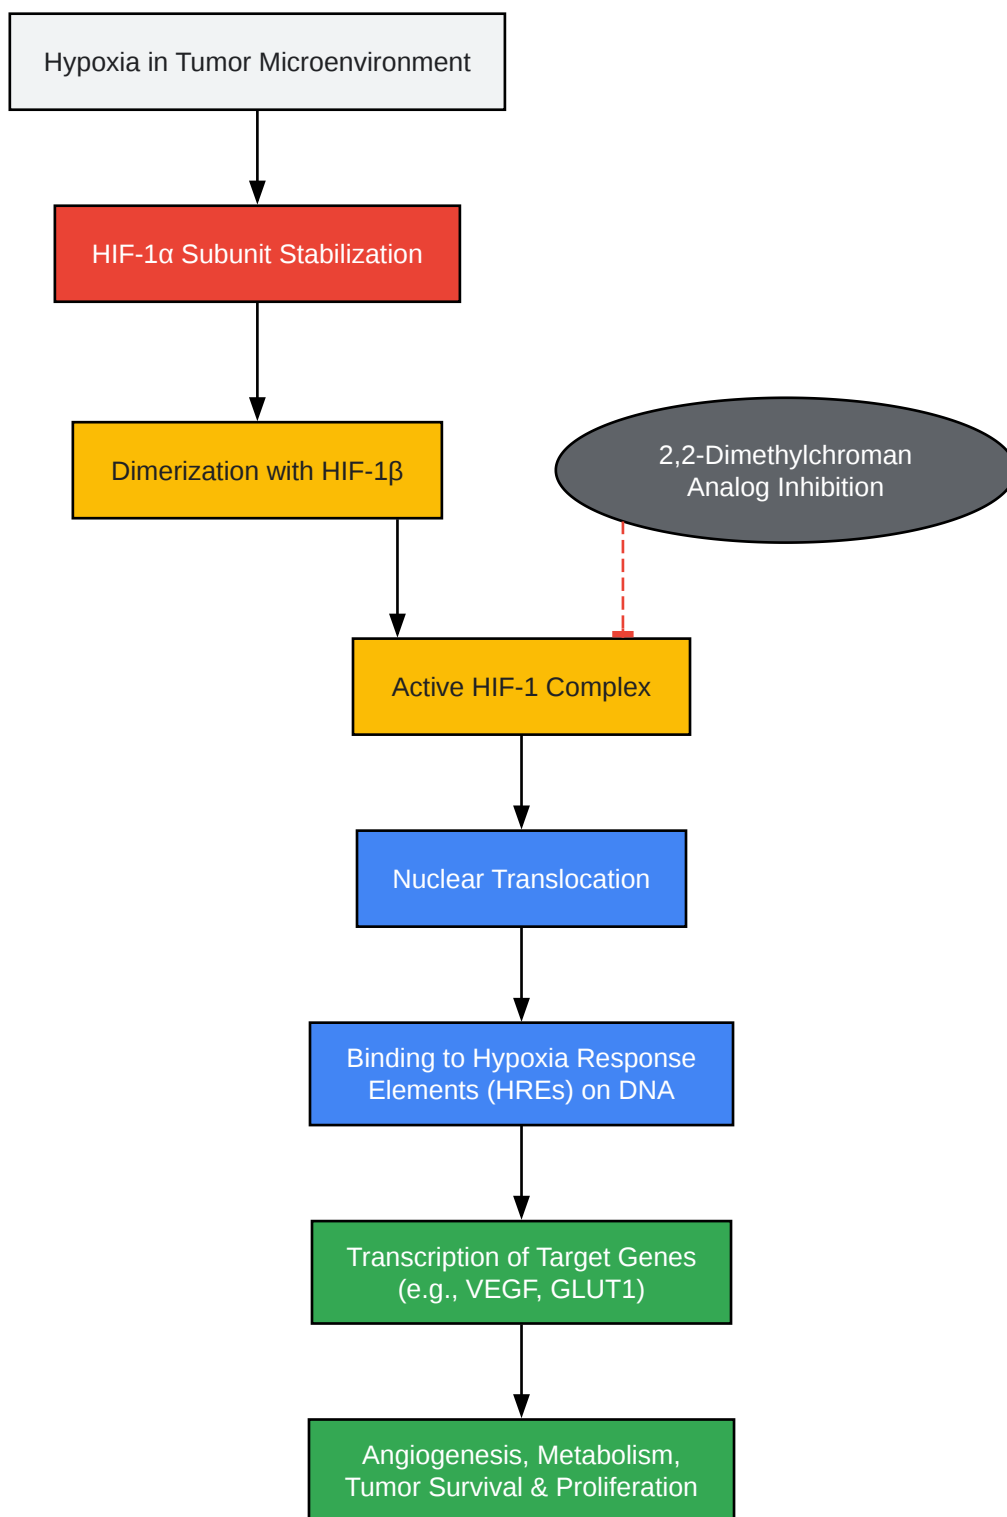 Hypoxia in Tumor Microenvironment
HIF-1α Subunit Stabilization
Dimerization with HIF-1β
2,2-Dimethylchroman
Analog Inhibition
Active HIF-1 Complex
Nuclear Translocation
Binding to Hypoxia Response
Elements (HREs) on DNA
Transcription of Target Genes
(e.g., VEGF, GLUT1)
Angiogenesis, Metabolism,
Tumor Survival & Proliferation